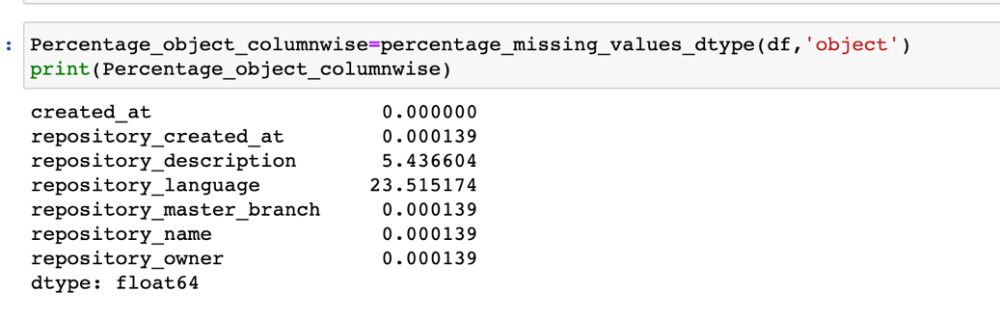 :
Percentage_object_columnwise=percentage_missing_values_dtype(df,'object')
print(Percentage_object_columnwise)
created_at 0.000000
repository_created_at 0.000139
repository_description 5.436604
repository_language 23.515174
repository_master_branch 0.000139
repository_name 0.000139
repository_owner 0.000139
dtype: float64